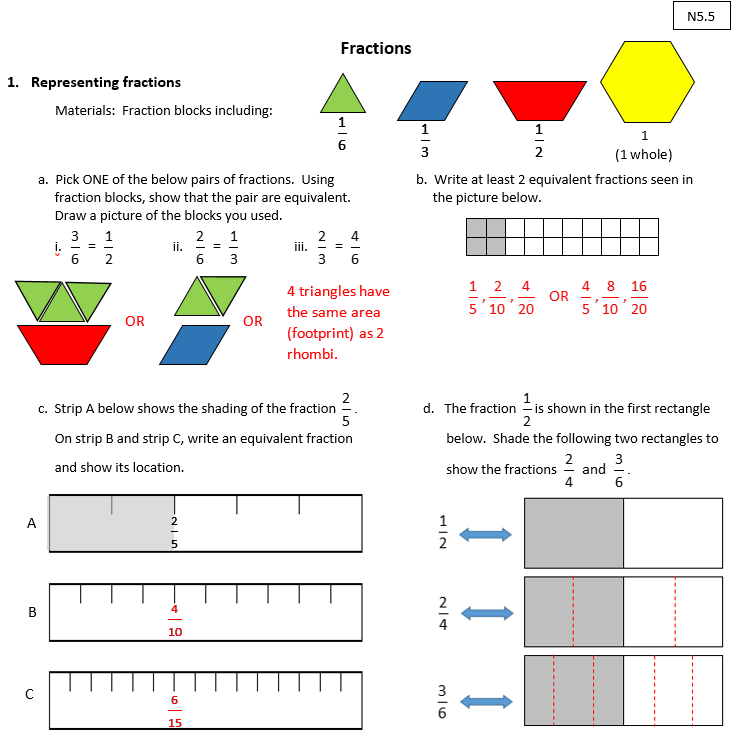 N5.5
Fractions
1. Representing fractions
Materials: Fraction blocks including:
1/6
1/3
1/2
1
(1 whole)
a. Pick ONE of the below pairs of fractions. Using
fraction blocks, show that the pair are equivalent.
Draw a picture of the blocks you used.
i. 3/6 = 1/2
ii. 2/6 = 1/3
iii. 2/3 = 4/6
OR
OR
4 triangles have
the same area
(footprint) as 2
rhombi.
b. Write at least 2 equivalent fractions seen in
the picture below.
1/5 , 2/10 , 4/20 OR 4/5 , 8/10 , 16/20
c. Strip A below shows the shading of the fraction 2/5 .
On strip B and strip C, write an equivalent fraction
and show its location.
A
2/5
B
4/10
C
6/15
d. The fraction 1/2 is shown in the first rectangle
below. Shade the following two rectangles to
show the fractions 2/4 and 3/6 .
1/2
2/4
3/6